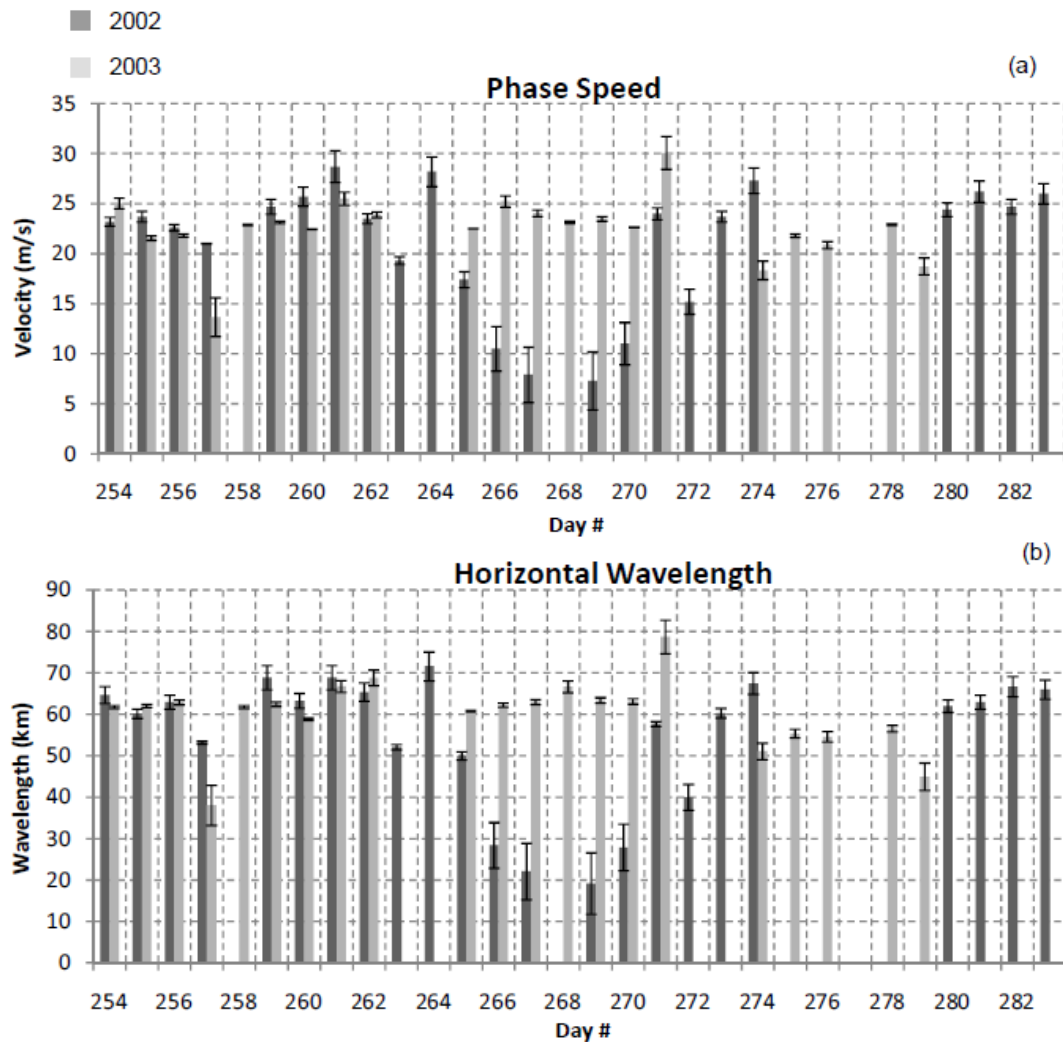 2002
2003
(a)
Phase Speed
35
30
25
20
15
10
5
0
Velocity (m/s)
254 256 258 260 262 264 266 268 270 272 274 276 278 280 282
Day #
(b)
Horizontal Wavelength
90
80
70
60
50
40
30
20
10
0
Wavelength (km)
254 256 258 260 262 264 266 268 270 272 274 276 278 280 282
Day #